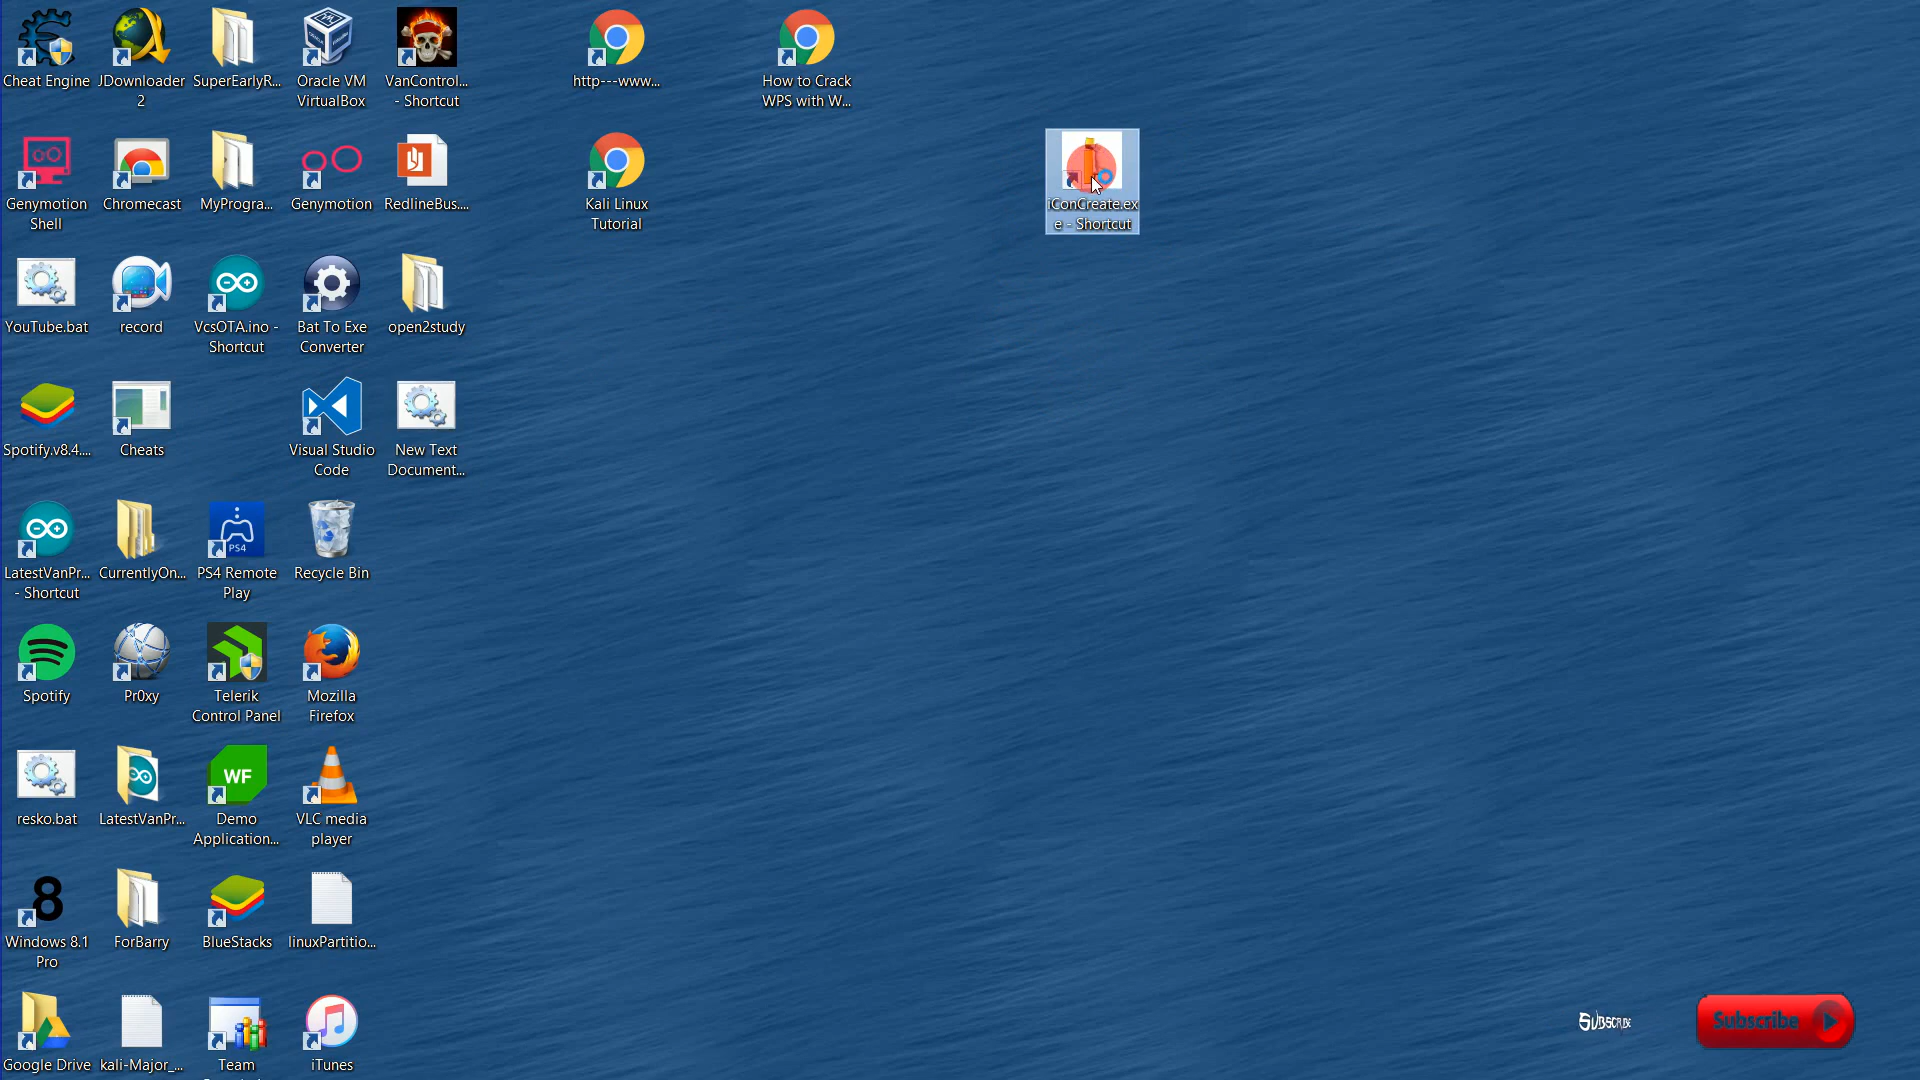 Cheat Engine
JDownloader
2
SuperEarlyR...
Oracle VM
VirtualBox
VanControl...
- Shortcut
http---www...
How to Crack
WPS with W...
Genymotion
Shell
Chromecast
MyProgra...
Genymotion
RedlineBus....
Kali Linux
Tutorial
iConCreate.ex
e - Shortcut
YouTube.bat
record
VcsOTA.ino -
Shortcut
Bat To Exe
Converter
open2study
Spotify.v8.4....
Cheats
Visual Studio
Code
New Text
Document...
LatestVanPr...
- Shortcut
CurrentlyOn...
PS4
PS4 Remote
Play
Recycle Bin
Spotify
Pr0xy
Telerik
Control Panel
Mozilla
Firefox
resko.bat
LatestVanPr...
WF
Demo
Application...
VLC media
player
8
Windows 8.1
Pro
ForBarry
BlueStacks
linuxPartitio...
Google Drive
kali-Major_...
Team
iTunes
Subscribe
Subscribe